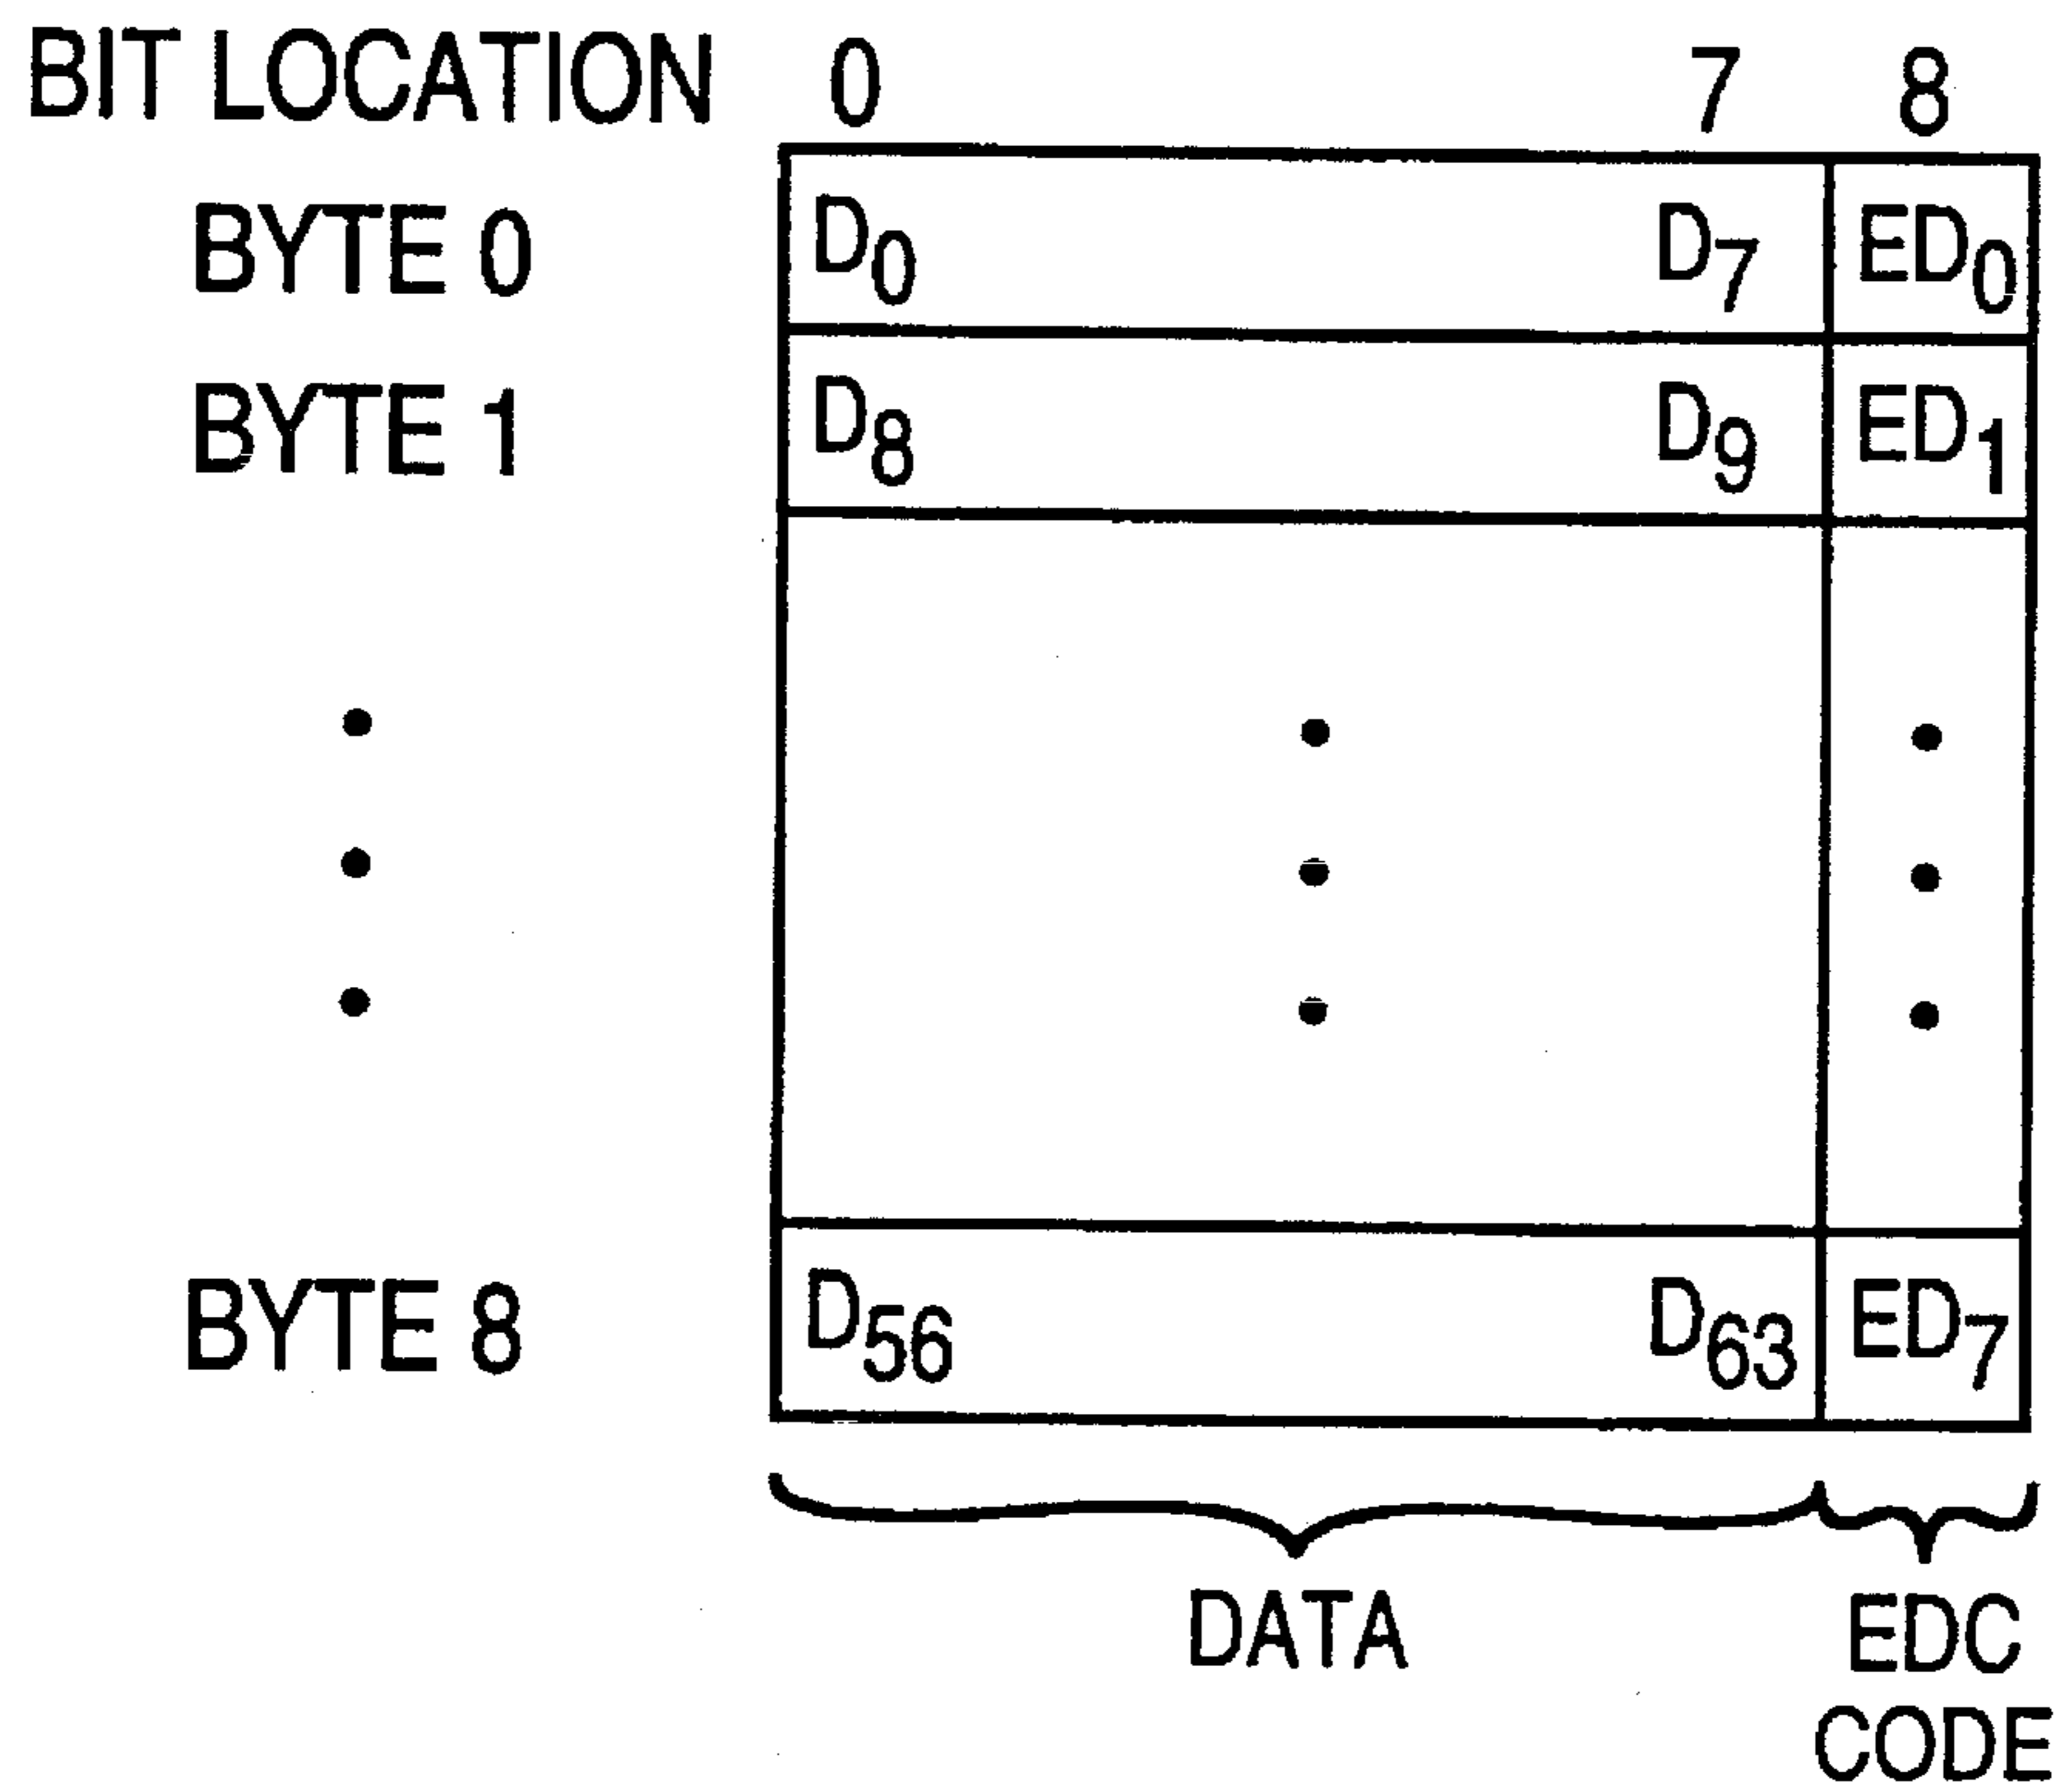 BIT LOCATION 0 7 8
BYTE 0 D0 D7 ED0
BYTE 1 D8 D9 ED1
BYTE 8 D56 D63 ED7
DATA EDC
CODE